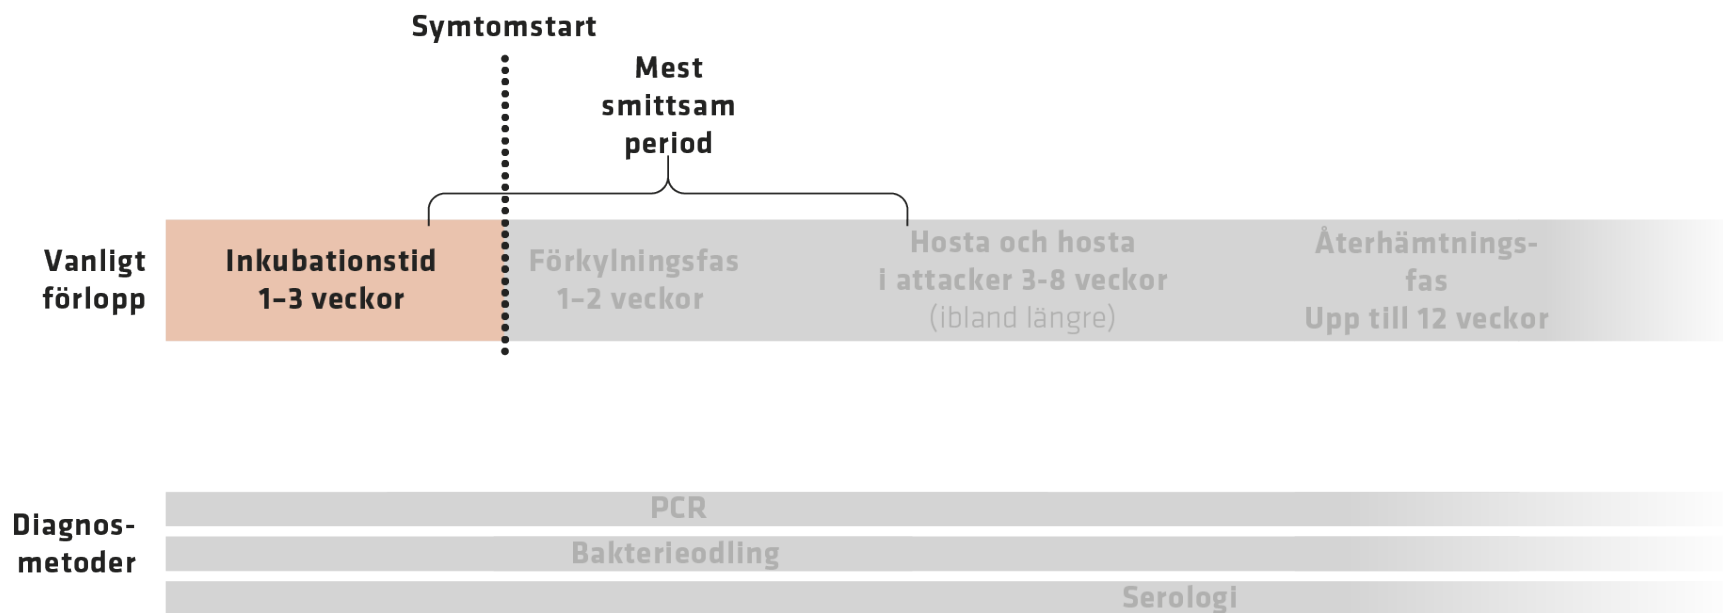 Symtomstart
Mest
smittsam
period
Vanligt
förlopp
Inkubationstid
1–3 veckor
Förkylningsfas
1–2 veckor
Hosta och hosta
i attacker 3-8 veckor
(ibland längre)
Återhämtnings-
fas
Upp till 12 veckor
Diagnos-
metoder
PCR
Bakterieodling
Serologi